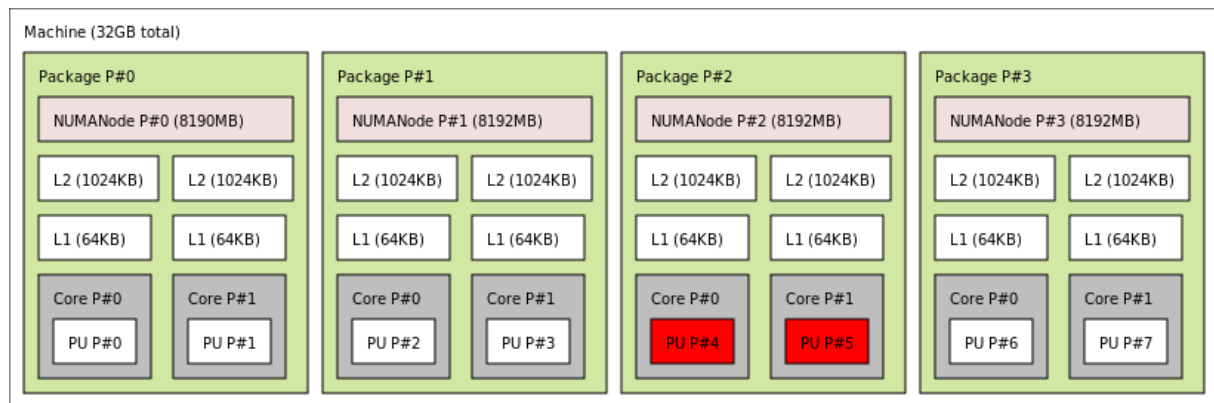 Machine (32GB total)
Package P#0
NUMANode P#0 (8190MB)
L2 (1024KB) L2 (1024KB)
L1 (64KB) L1 (64KB)
Core P#0 Core P#1
PU P#0 PU P#1
Package P#1
NUMANode P#1 (8192MB)
L2 (1024KB) L2 (1024KB)
L1 (64KB) L1 (64KB)
Core P#0 Core P#1
PU P#2 PU P#3
Package P#2
NUMANode P#2 (8192MB)
L2 (1024KB) L2 (1024KB)
L1 (64KB) L1 (64KB)
Core P#0 Core P#1
PU P#4 PU P#5
Package P#3
NUMANode P#3 (8192MB)
L2 (1024KB) L2 (1024KB)
L1 (64KB) L1 (64KB)
Core P#0 Core P#1
PU P#6 PU P#7